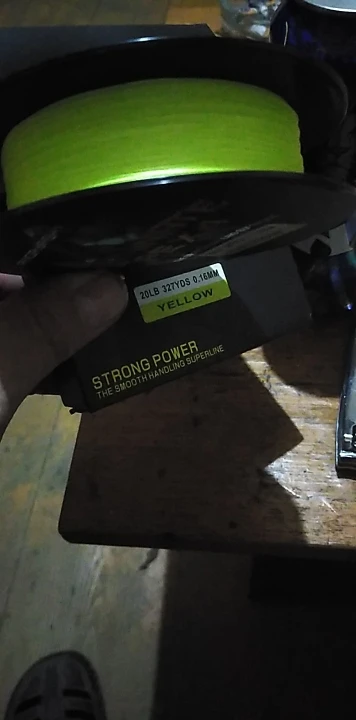 20LB 327YDS 0.16MM
YELLOW
STRONG POWER
THE SMOOTH HANDLING SUPERLINE